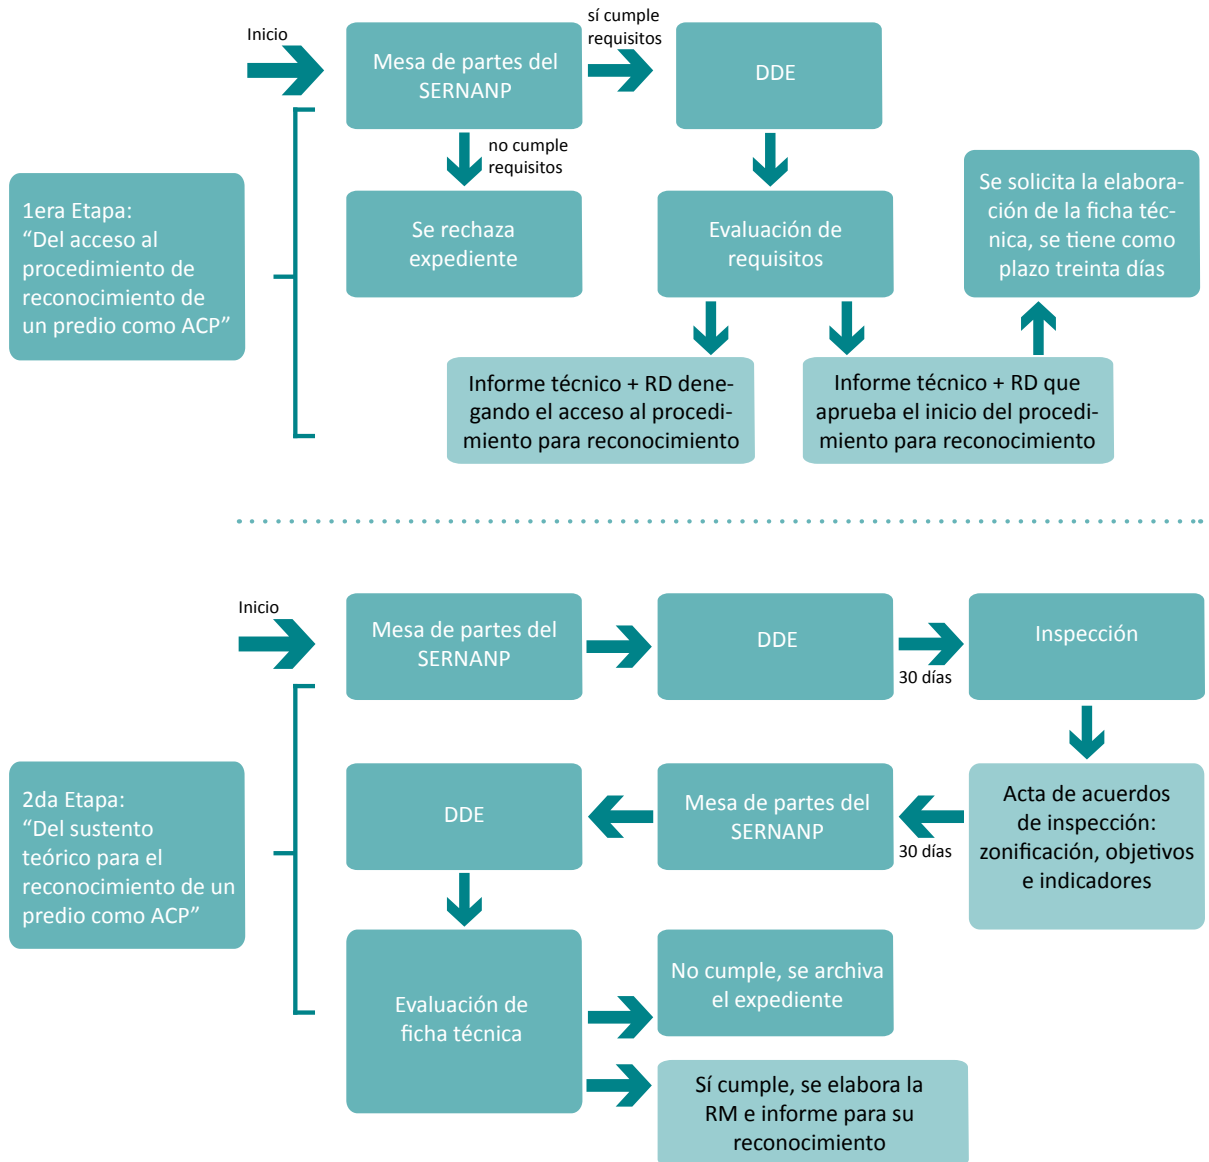 Inicio
sí cumple
requisitos
Mesa de partes del
SERNANP
DDE
no cumple
requisitos
1era Etapa:
“Del acceso al
procedimiento de
reconocimiento de
un predio como ACP”
Se rechaza
expediente
Evaluación de
requisitos
Se solicita la elabora-
ción de la ficha téc-
nica, se tiene como
plazo treinta días
Informe técnico + RD dene-
gando el acceso al procedi-
miento para reconocimiento
Informe técnico + RD que
aprueba el inicio del procedi-
miento para reconocimiento
Inicio
Mesa de partes del
SERNANP
DDE
30 días
Inspección
2da Etapa:
“Del sustento
teórico para el
reconocimiento de un
predio como ACP”
DDE
Mesa de partes del
SERNANP
30 días
Acta de acuerdos
de inspección:
zonificación, objetivos
e indicadores
Evaluación de
ficha técnica
No cumple, se archiva
el expediente
Sí cumple, se elabora la
RM e informe para su
reconocimiento